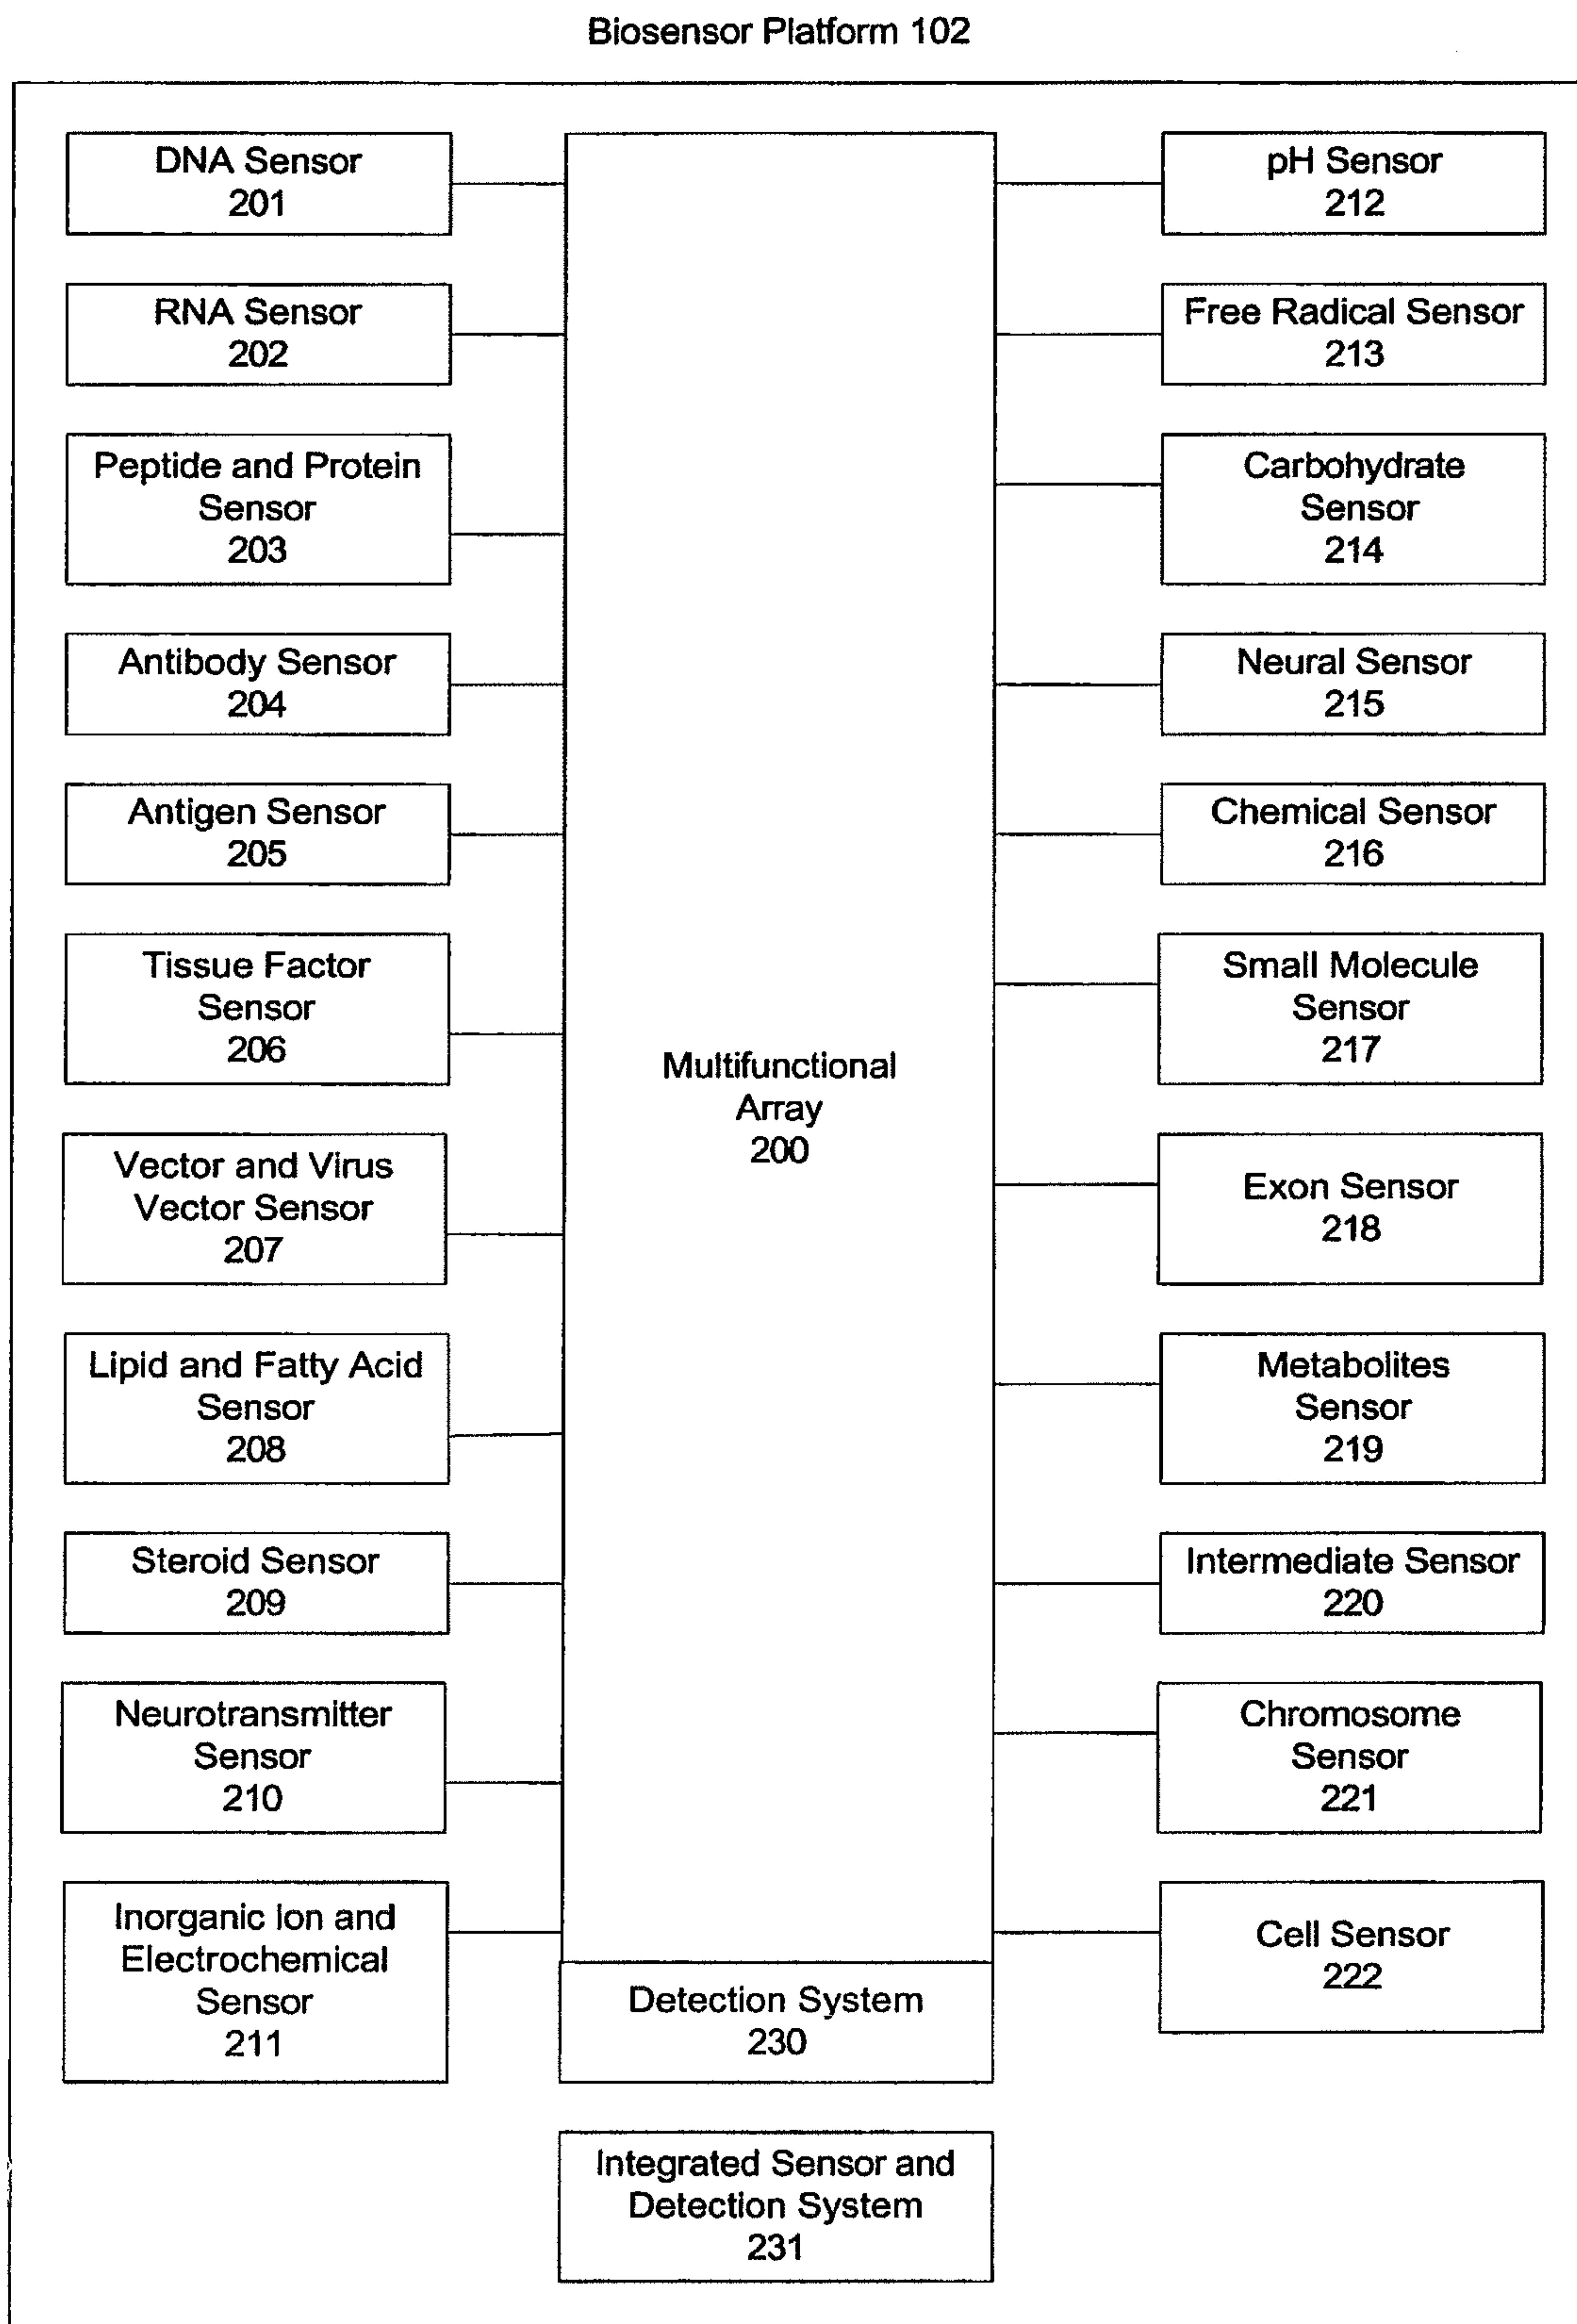 Biosensor Platform 102
DNA Sensor
201
RNA Sensor
202
Peptide and Protein
Sensor
203
Antibody Sensor
204
Antigen Sensor
205
Tissue Factor
Sensor
206
Vector and Virus
Vector Sensor
207
Lipid and Fatty Acid
Sensor
208
Steroid Sensor
209
Neurotransmitter
Sensor
210
Inorganic Ion and
Electrochemical
Sensor
211
Multifunctional
Array
200
Detection System
230
Integrated Sensor and
Detection System
231
pH Sensor
212
Free Radical Sensor
213
Carbohydrate
Sensor
214
Neural Sensor
215
Chemical Sensor
216
Small Molecule
Sensor
217
Exon Sensor
218
Metabolites
Sensor
219
Intermediate Sensor
220
Chromosome
Sensor
221
Cell Sensor
222